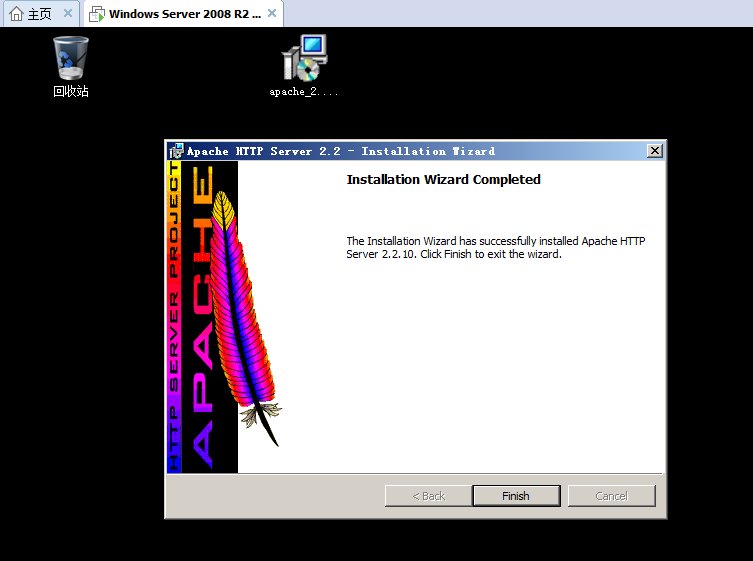 主页
Windows Server 2008 R2 ...
回收站
apache_2....
Apache HTTP Server 2.2 - Installation Wizard
HTTP SERVER PROJECT
APACHE
Installation Wizard Completed
The Installation Wizard has successfully installed Apache HTTP
Server 2.2.10. Click Finish to exit the wizard.
< Back
Finish
Cancel